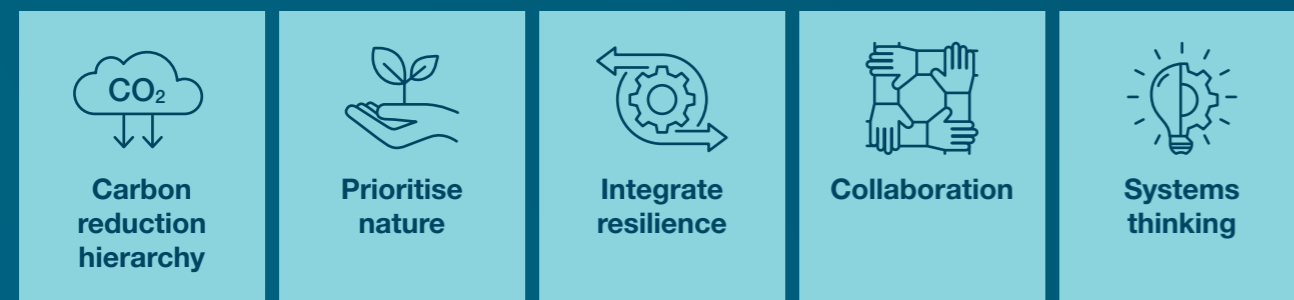 CO₂
Carbon
reduction
hierarchy
Prioritise
nature
Integrate
resilience
Collaboration
Systems
thinking